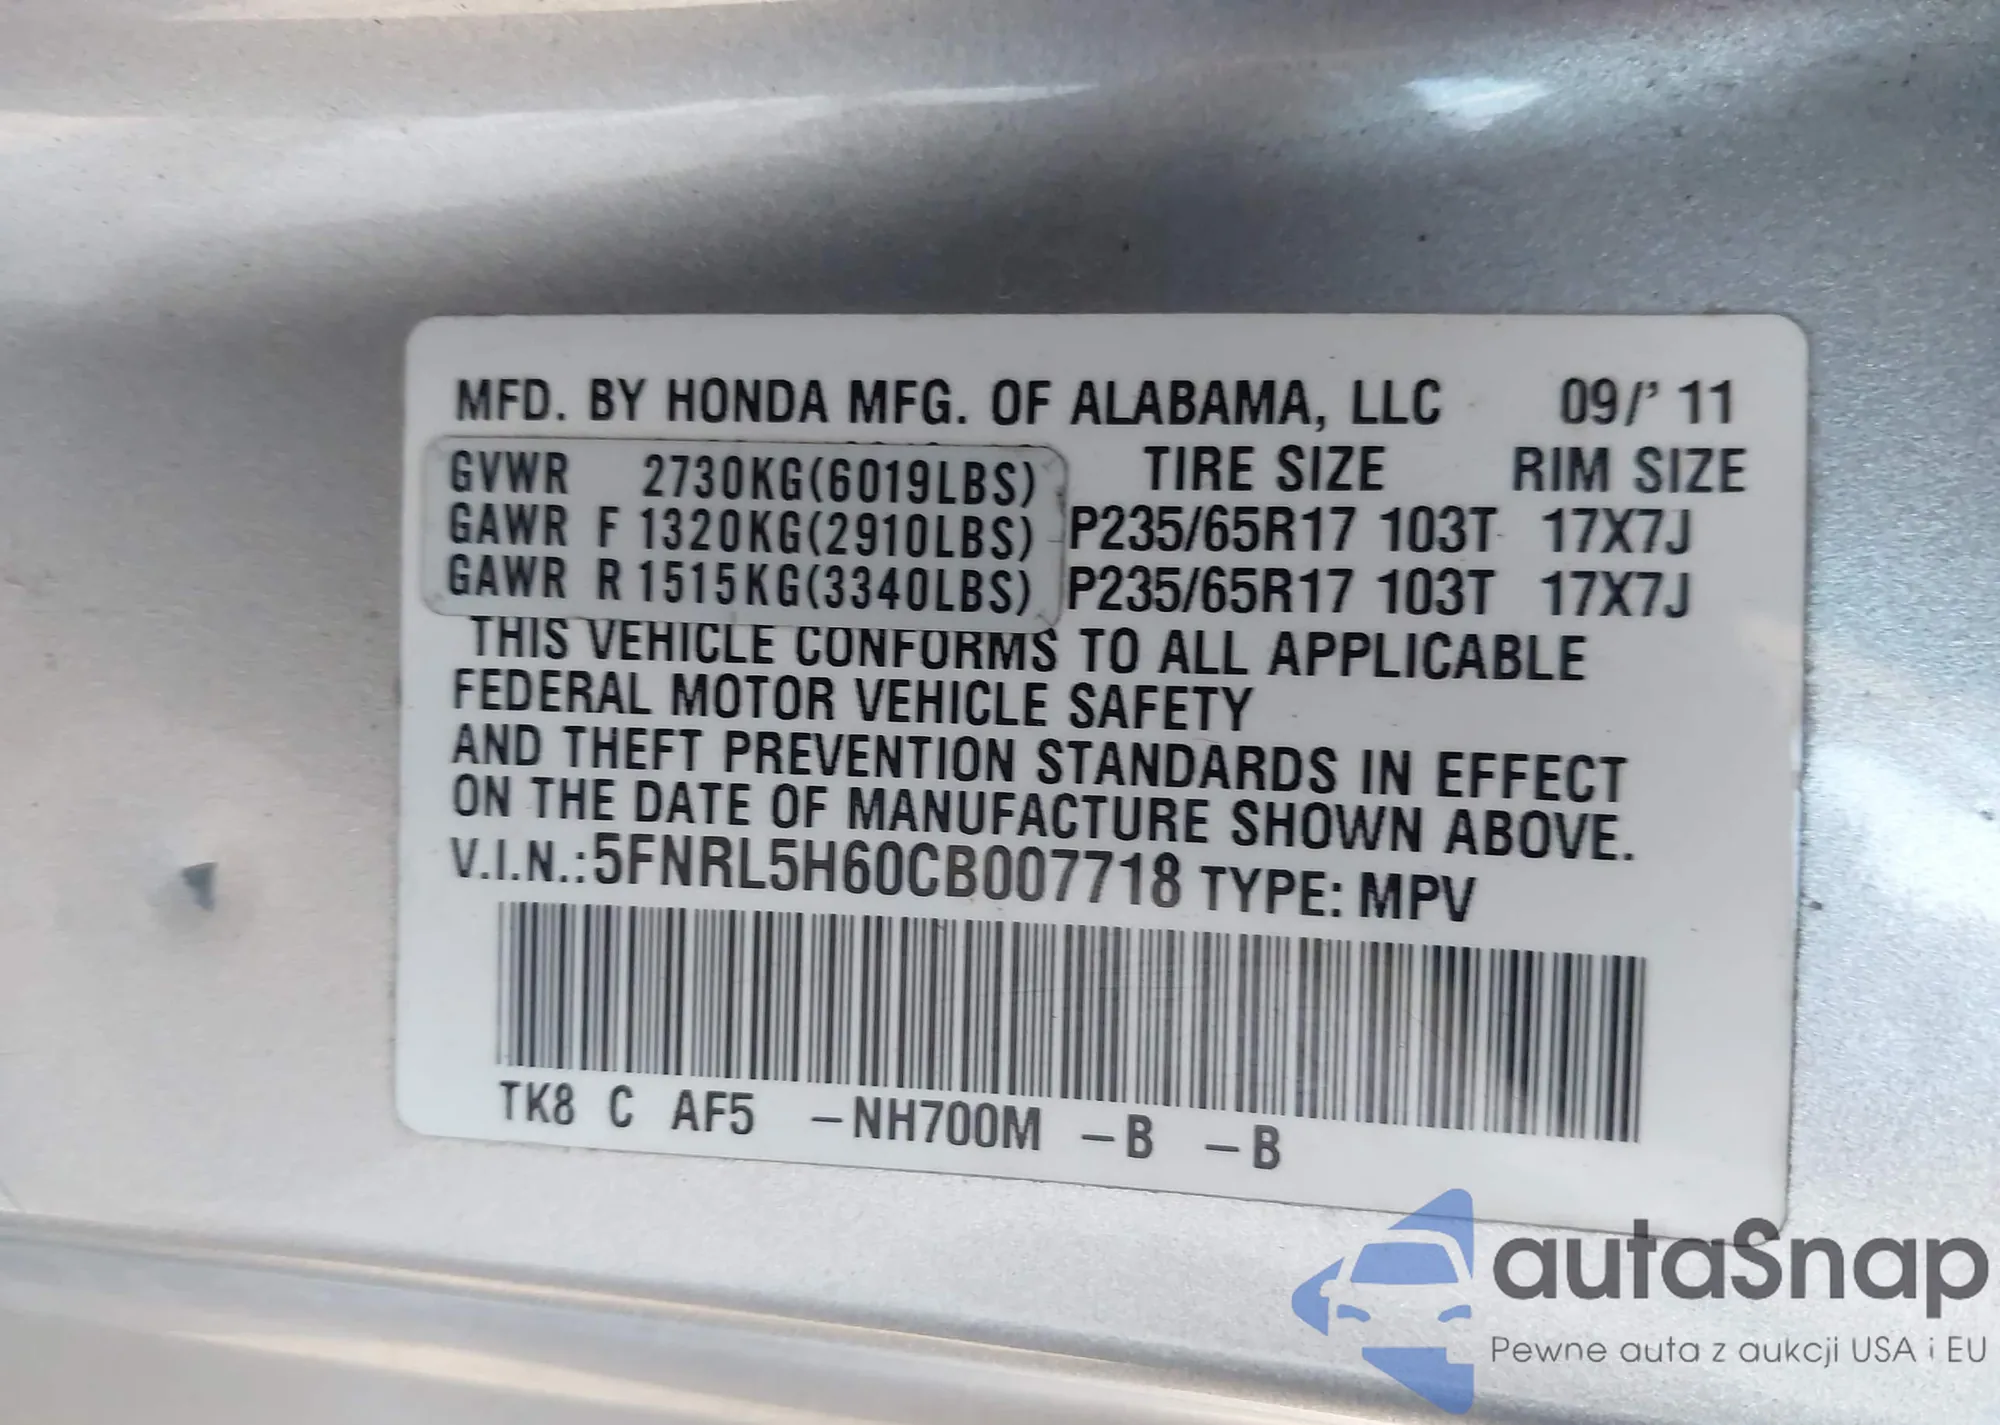 MFD. BY HONDA MFG. OF ALABAMA, LLC 09/' 11
GVWR 2730KG(6019LBS) TIRE SIZE RIM SIZE
GAWR F 1320KG(2910LBS) P235/65R17 103T 17X7J
GAWR R 1515KG(3340LBS) P235/65R17 103T 17X7J
THIS VEHICLE CONFORMS TO ALL APPLICABLE
FEDERAL MOTOR VEHICLE SAFETY
AND THEFT PREVENTION STANDARDS IN EFFECT
ON THE DATE OF MANUFACTURE SHOWN ABOVE.
V.I.N.:5FNRL5H60CB007718 TYPE: MPV
TK8 C AF5 –NH700M –B –B
autaSnap
Pewne auta z aukcji USA i EU